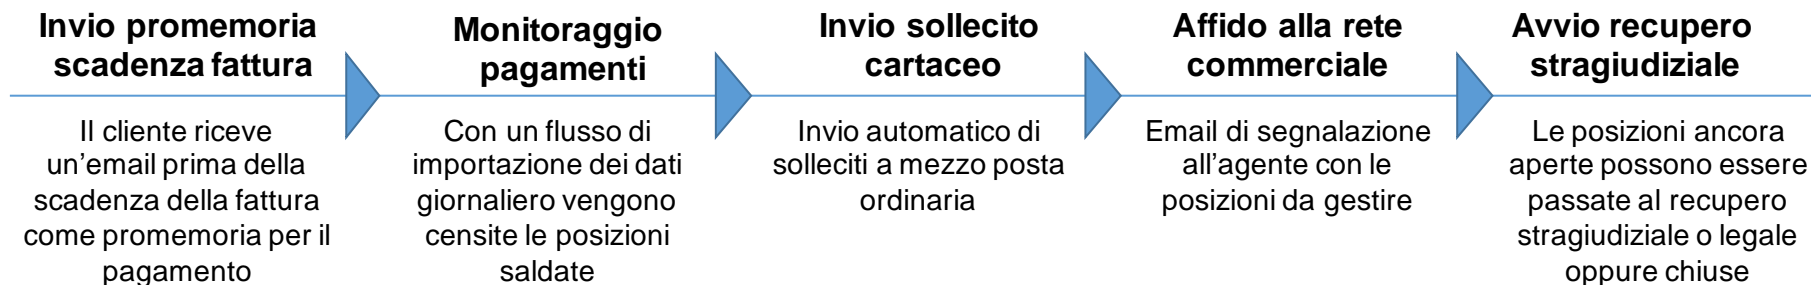 Invio promemoria
scadenza fattura
Il cliente riceve
un’email prima della
scadenza della fattura
come promemoria per il
pagamento
Monitoraggio
pagamenti
Con un flusso di
importazione dei dati
giornaliero vengono
censite le posizioni
saldate
Invio sollecito
cartaceo
Invio automatico di
solleciti a mezzo posta
ordinaria
Affido alla rete
commerciale
Email di segnalazione
all’agente con le
posizioni da gestire
Avvio recupero
stragiudiziale
Le posizioni ancora
aperte possono essere
passate al recupero
stragiudiziale o legale
oppure chiuse